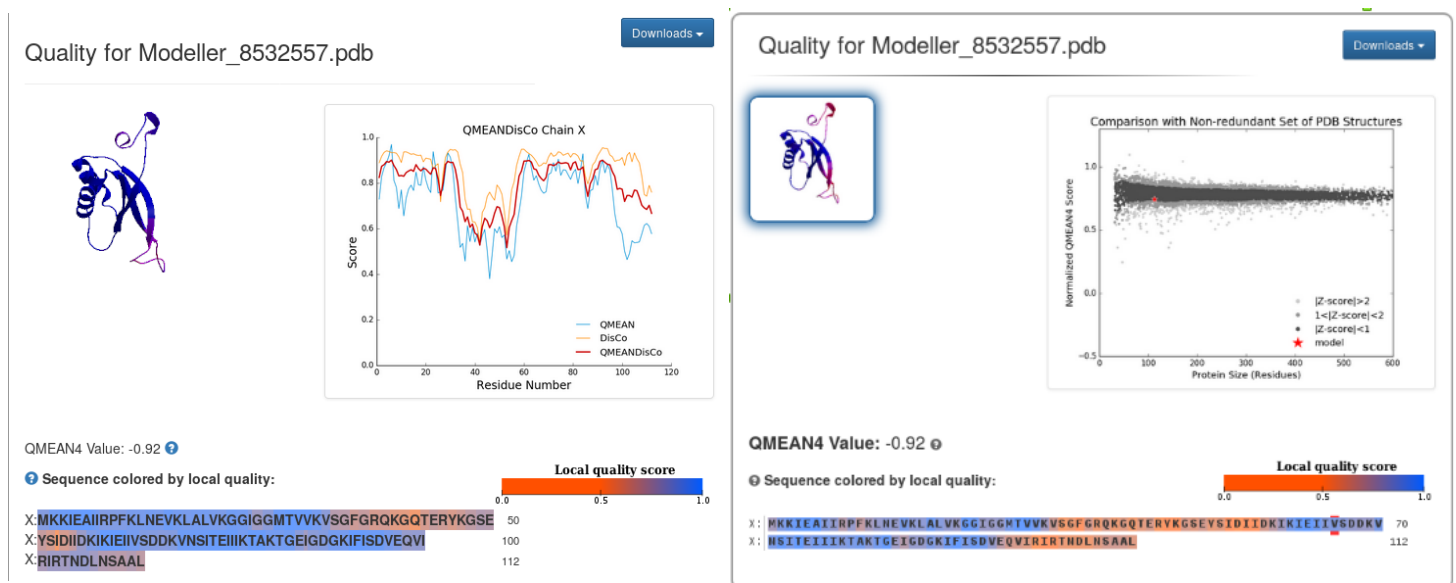 Downloads
Quality for Modeller_8532557.pdb
QMEANDisCo Chain X
1.0
0.8
0.6
0.4
0.2
0.0
Score
0 20 40 60 80 100 120
Residue Number
QMEAN
DisCo
QMEANDisCo
QMEAN4 Value: -0.92 ?
? Sequence colored by local quality:
Local quality score
0.0 0.5 1.0
X:MKKIEAIIRPFKLNEVKLALVKGGIGGMTVVKVSGFGRQKGQTERYKGSE 50
X:YSIDIIDKIKIEIIVSDDKVNSITEIIIKTAKTGEIGDGKIFISDVEQVI 100
X:RIRTNDLNSAAL 112
Downloads
Quality for Modeller_8532557.pdb
Comparison with Non-redundant Set of PDB Structures
1.0
0.5
0.0
−0.5
Normalized QMEAN4 Score
0 100 200 300 400 500 600
Protein Size (Residues)
|Z-score|>2
1<|Z-score|<2
|Z-score|<1
model
QMEAN4 Value: -0.92 ?
? Sequence colored by local quality:
Local quality score
0.0 0.5 1.0
X: MKKIEAIIRPFKLNEVKLALVKGGIGGMTVVKVSGFGRQKGQTERYKGSEYSIDIIDKIKIEIIVSDDKV 70
X: NSITEIIIKTAKTGEIGDGKIFISDVEQVIRIRTNDLNSAAL 112